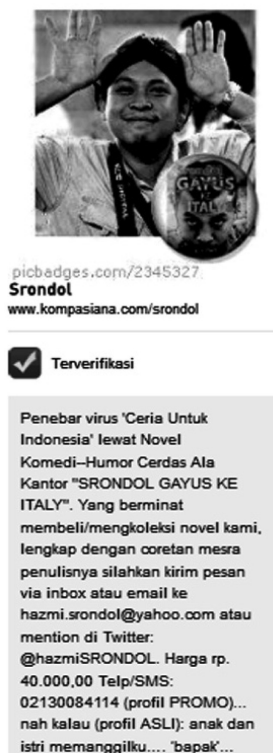 GAYUS
ITALY
picbadges.com/2345327
Srondol
www.kompasiana.com/srondol
Terverifikasi
Penebar virus 'Ceria Untuk
Indonesia' lewat Novel
Komedi--Humor Cerdas Ala
Kantor "SRONDOL GAYUS KE
ITALY". Yang berminat
membeli/mengkoleksi novel kami,
lengkap dengan coretan mesra
penulisnya silahkan kirim pesan
via inbox atau email ke
hazmi.srondol@yahoo.com atau
mention di Twitter:
@hazmiSRONDOL. Harga rp.
40.000,00 Telp/SMS:
02130084114 (profil PROMO)...
nah kalau (profil ASLI): anak dan
istri memanggilku.... 'bapak'...